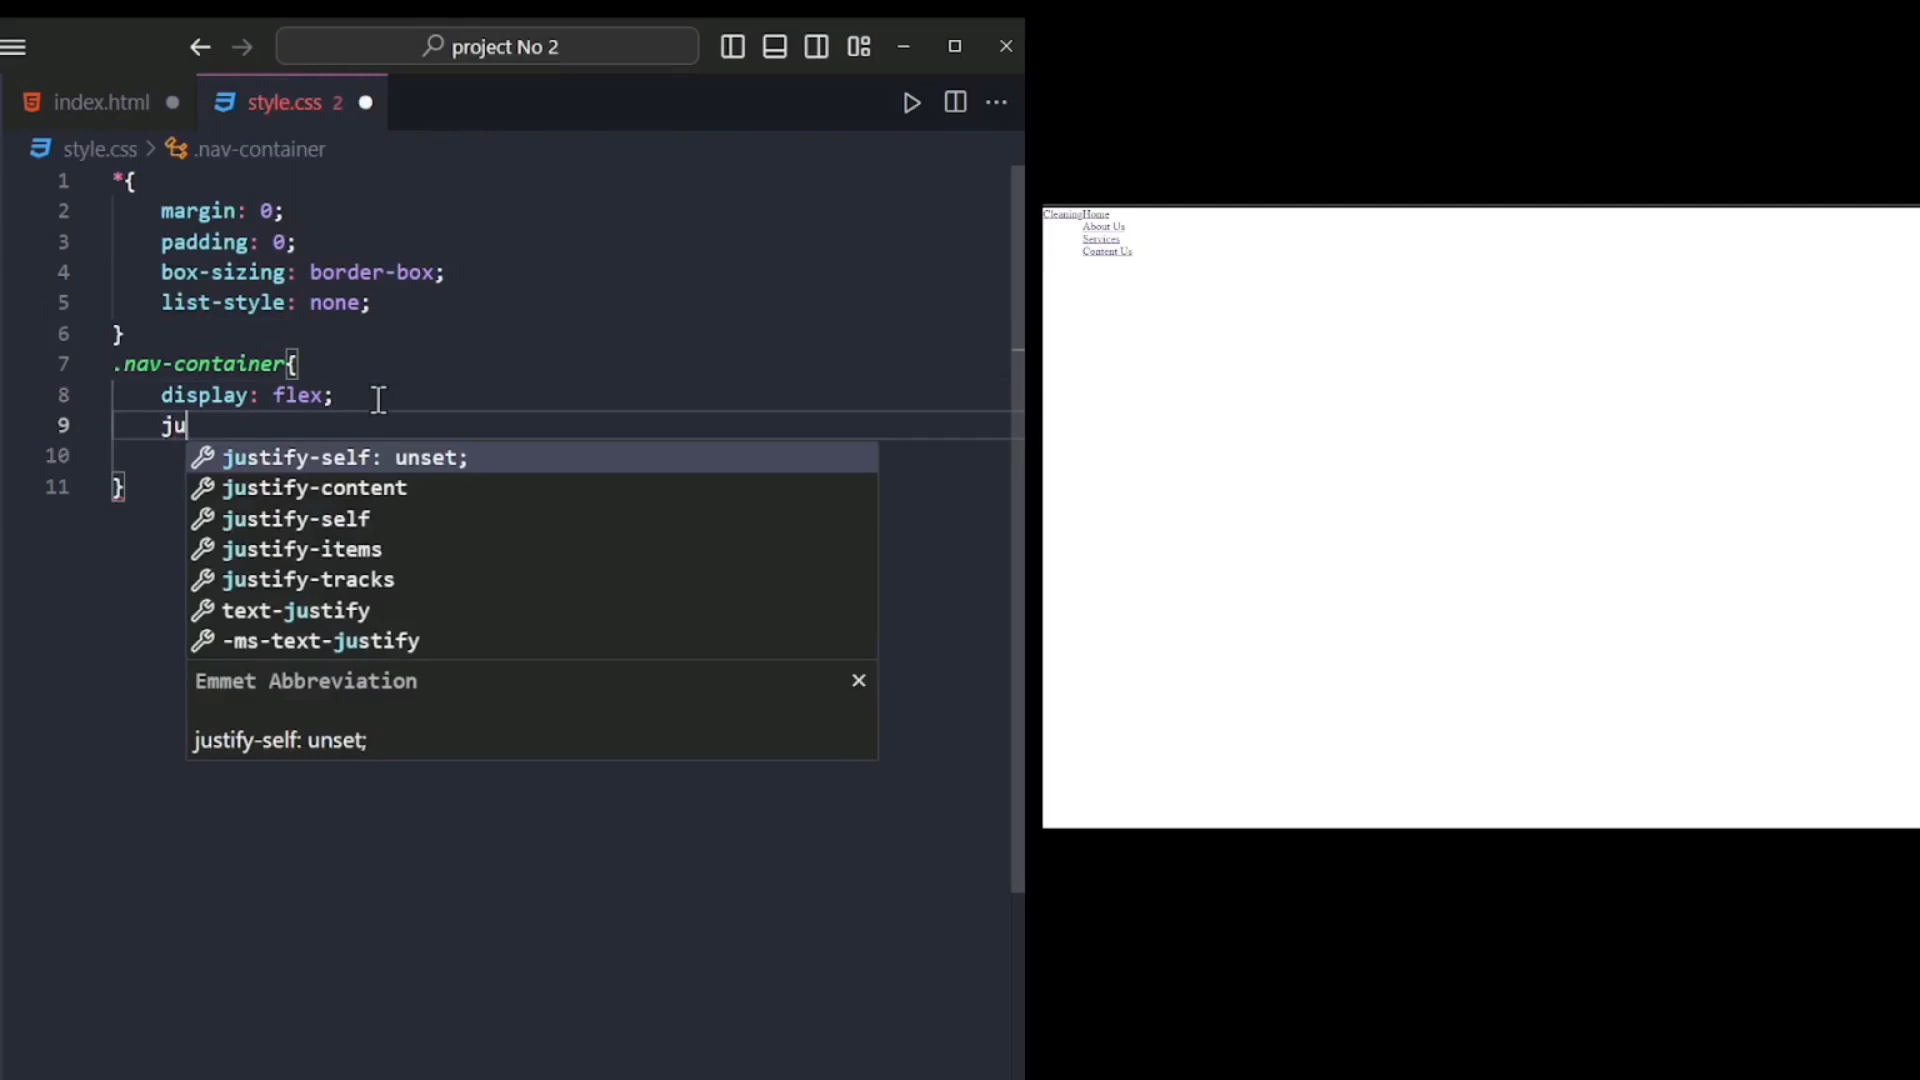 project No 2
index.html
style.css 2
style.css > .nav-container
1 *{
2 margin: 0;
3 padding: 0;
4 box-sizing: border-box;
5 list-style: none;
6 }
7 .nav-container{
8 display: flex;
9 ju
10
11 }
justify-self: unset;
justify-content
justify-self
justify-items
justify-tracks
text-justify
-ms-text-justify
Emmet Abbreviation
justify-self: unset;
CleaningHome
About Us
Services
Content Us